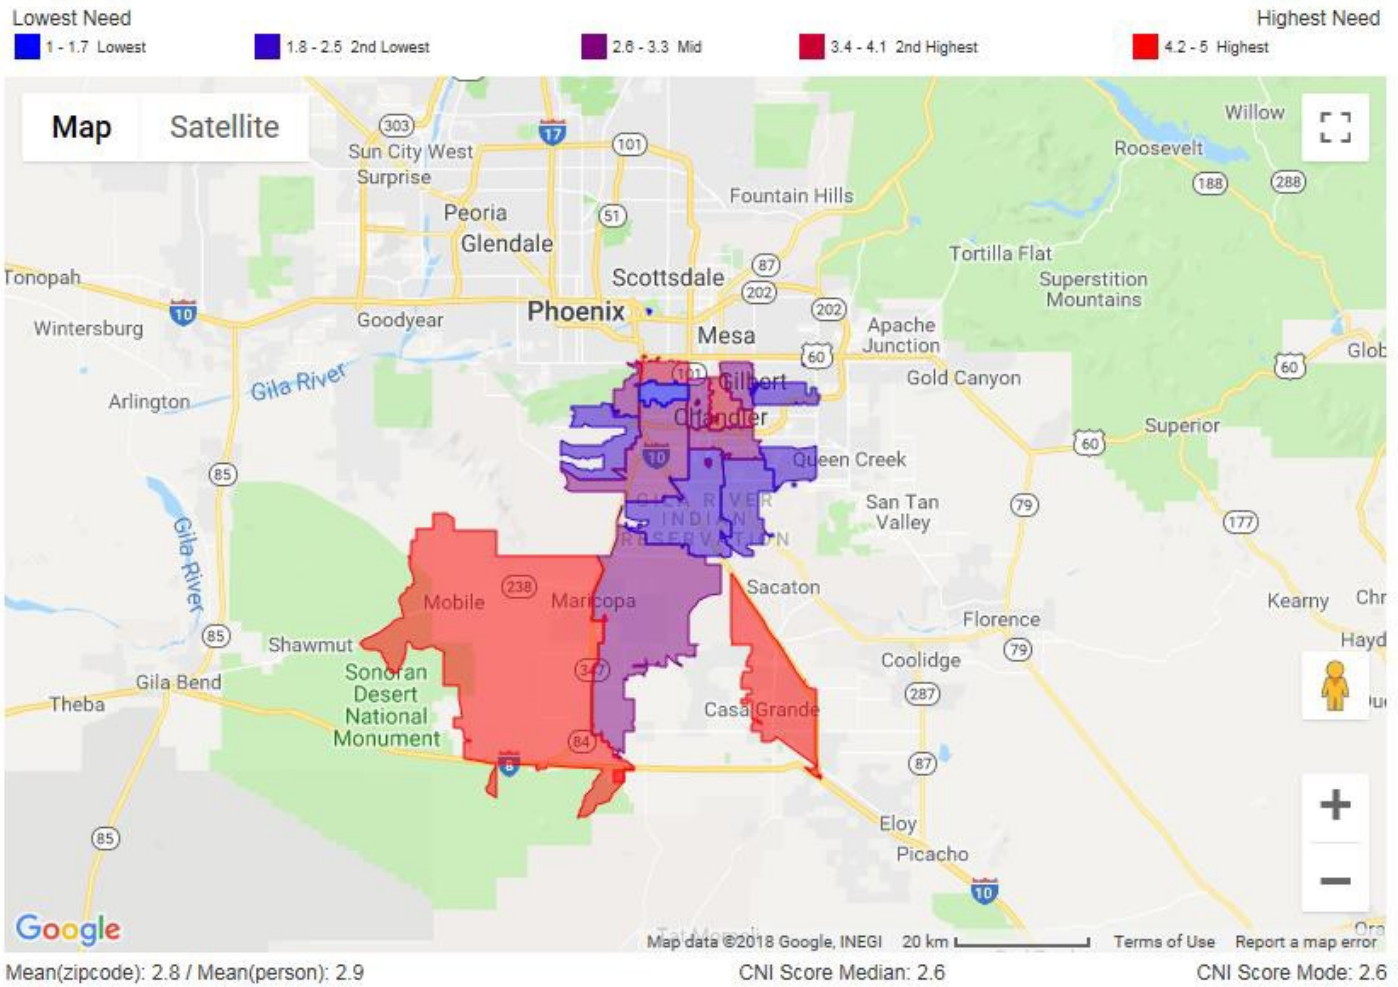 Lowest Need
Highest Need
1 - 1.7 Lowest
1.8 - 2.5 2nd Lowest
2.6 - 3.3 Mid
3.4 - 4.1 2nd Highest
4.2 - 5 Highest
Map
Satellite
303
17
101
Willow
Sun City West
Surprise
Roosevelt
188
288
Fountain Hills
Peoria
51
Glendale
Tortilla Flat
87
Scottsdale
Superstition
Mountains
Tonopah
202
10
Phoenix
202
Wintersburg
Goodyear
Mesa
Apache
Junction
60
Glob
60
Gila River
101
Gilbert
Gold Canyon
Arlington
Chandler
Superior
60
10
Queen Creek
85
GILA RIVER
INDIAN
RESERVATION
San Tan
Valley
79
177
Gila River
238
Sacaton
Mobile
Maricopa
Kearny
Chr
Florence
85
Hayd
Shawmut
79
Coolidge
Sonoran
Desert
National
Monument
347
Gila Bend
287
Theba
Casa Grande
84
8
87
Eloy
85
Picacho
10
Google
Map data ©2018 Google, INEGI
20 km
Terms of Use
Report a map error
Ora
Mean(zipcode): 2.8 / Mean(person): 2.9
CNI Score Median: 2.6
CNI Score Mode: 2.6